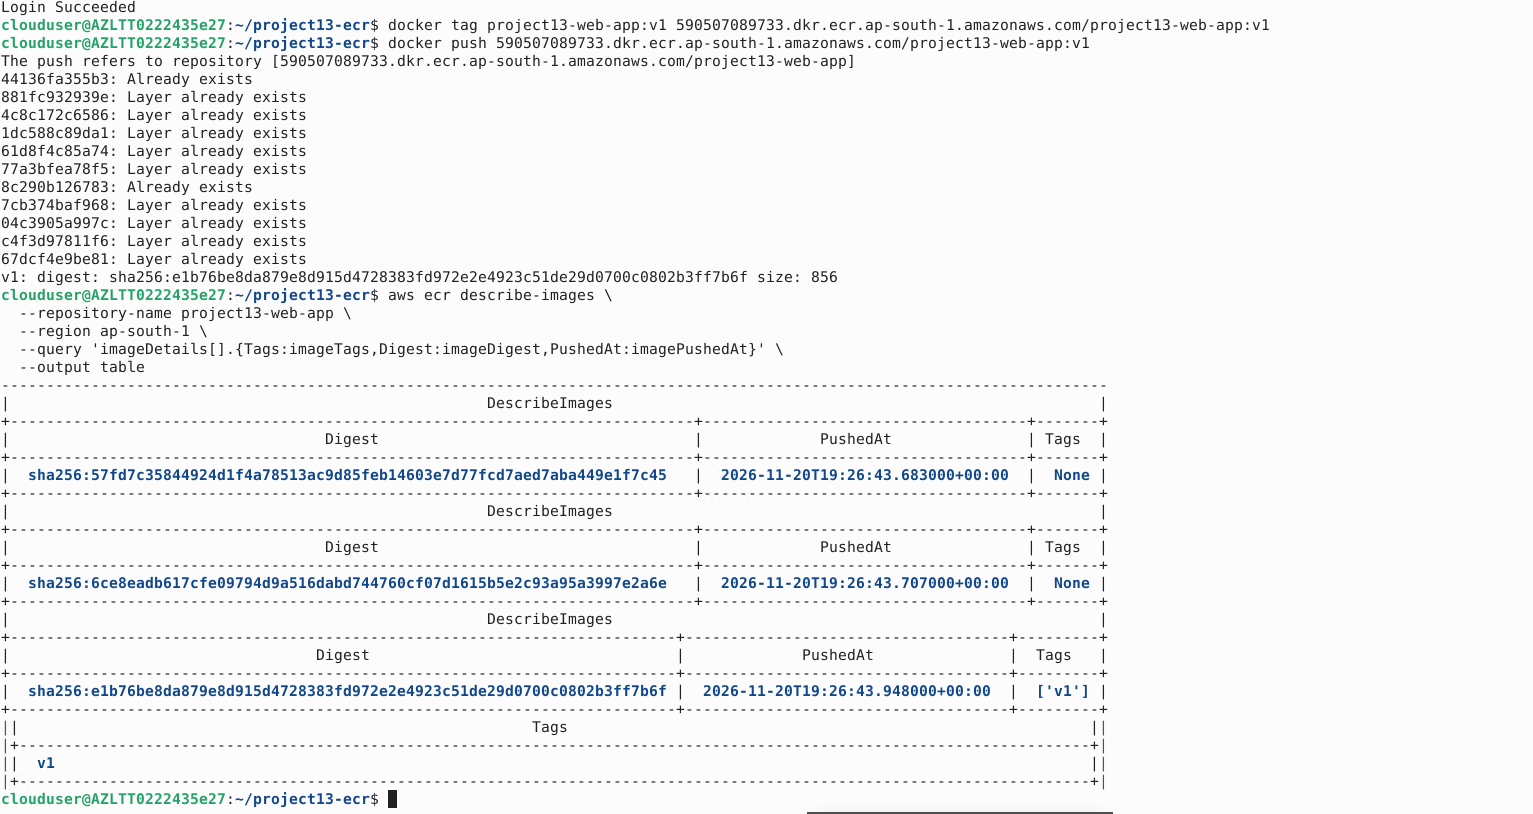 Login Succeeded
clouduser@AZLTT0222435e27:~/project13-ecr$ docker tag project13-web-app:v1 590507089733.dkr.ecr.ap-south-1.amazonaws.com/project13-web-app:v1
clouduser@AZLTT0222435e27:~/project13-ecr$ docker push 590507089733.dkr.ecr.ap-south-1.amazonaws.com/project13-web-app:v1
The push refers to repository [590507089733.dkr.ecr.ap-south-1.amazonaws.com/project13-web-app]
44136fa355b3: Already exists
881fc932939e: Layer already exists
4c8c172c6586: Layer already exists
1dc588c89da1: Layer already exists
61d8f4c85a74: Layer already exists
77a3bfea78f5: Layer already exists
8c290b126783: Already exists
7cb374baf968: Layer already exists
04c3905a997c: Layer already exists
c4f3d97811f6: Layer already exists
67dcf4e9be81: Layer already exists
v1: digest: sha256:e1b76be8da879e8d915d4728383fd972e2e4923c51de29d0700c0802b3ff7b6f size: 856
clouduser@AZLTT0222435e27:~/project13-ecr$ aws ecr describe-images \
  --repository-name project13-web-app \
  --region ap-south-1 \
  --query 'imageDetails[].{Tags:imageTags,Digest:imageDigest,PushedAt:imagePushedAt}' \
  --output table
DescribeImages
| Digest | PushedAt | Tags |
| sha256:57fd7c35844924d1f4a78513ac9d85feb14603e7d77fcd7aed7aba449e1f7c45 | 2026-11-20T19:26:43.683000+00:00 | None |
DescribeImages
| Digest | PushedAt | Tags |
| sha256:6ce8eadb617cfe09794d9a516dabd744760cf07d1615b5e2c93a95a3997e2a6e | 2026-11-20T19:26:43.707000+00:00 | None |
DescribeImages
| Digest | PushedAt | Tags |
| sha256:e1b76be8da879e8d915d4728383fd972e2e4923c51de29d0700c0802b3ff7b6f | 2026-11-20T19:26:43.948000+00:00 | ['v1'] |
|| Tags ||
|| v1 ||
clouduser@AZLTT0222435e27:~/project13-ecr$